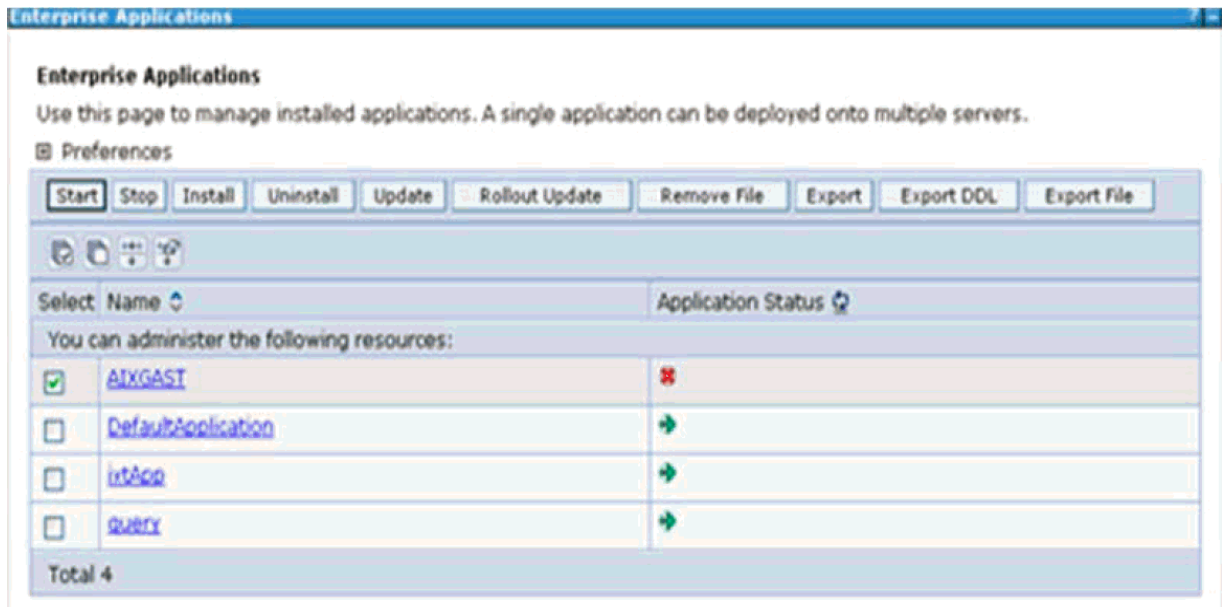 Enterprise Applications
Enterprise Applications
Use this page to manage installed applications. A single application can be deployed onto multiple servers.
Preferences
Start Stop Install Uninstall Update Rollout Update Remove File Export Export DDL Export File
Select Name Application Status
You can administer the following resources:
AIXGAST
DefaultApplication
ivtApp
query
Total 4